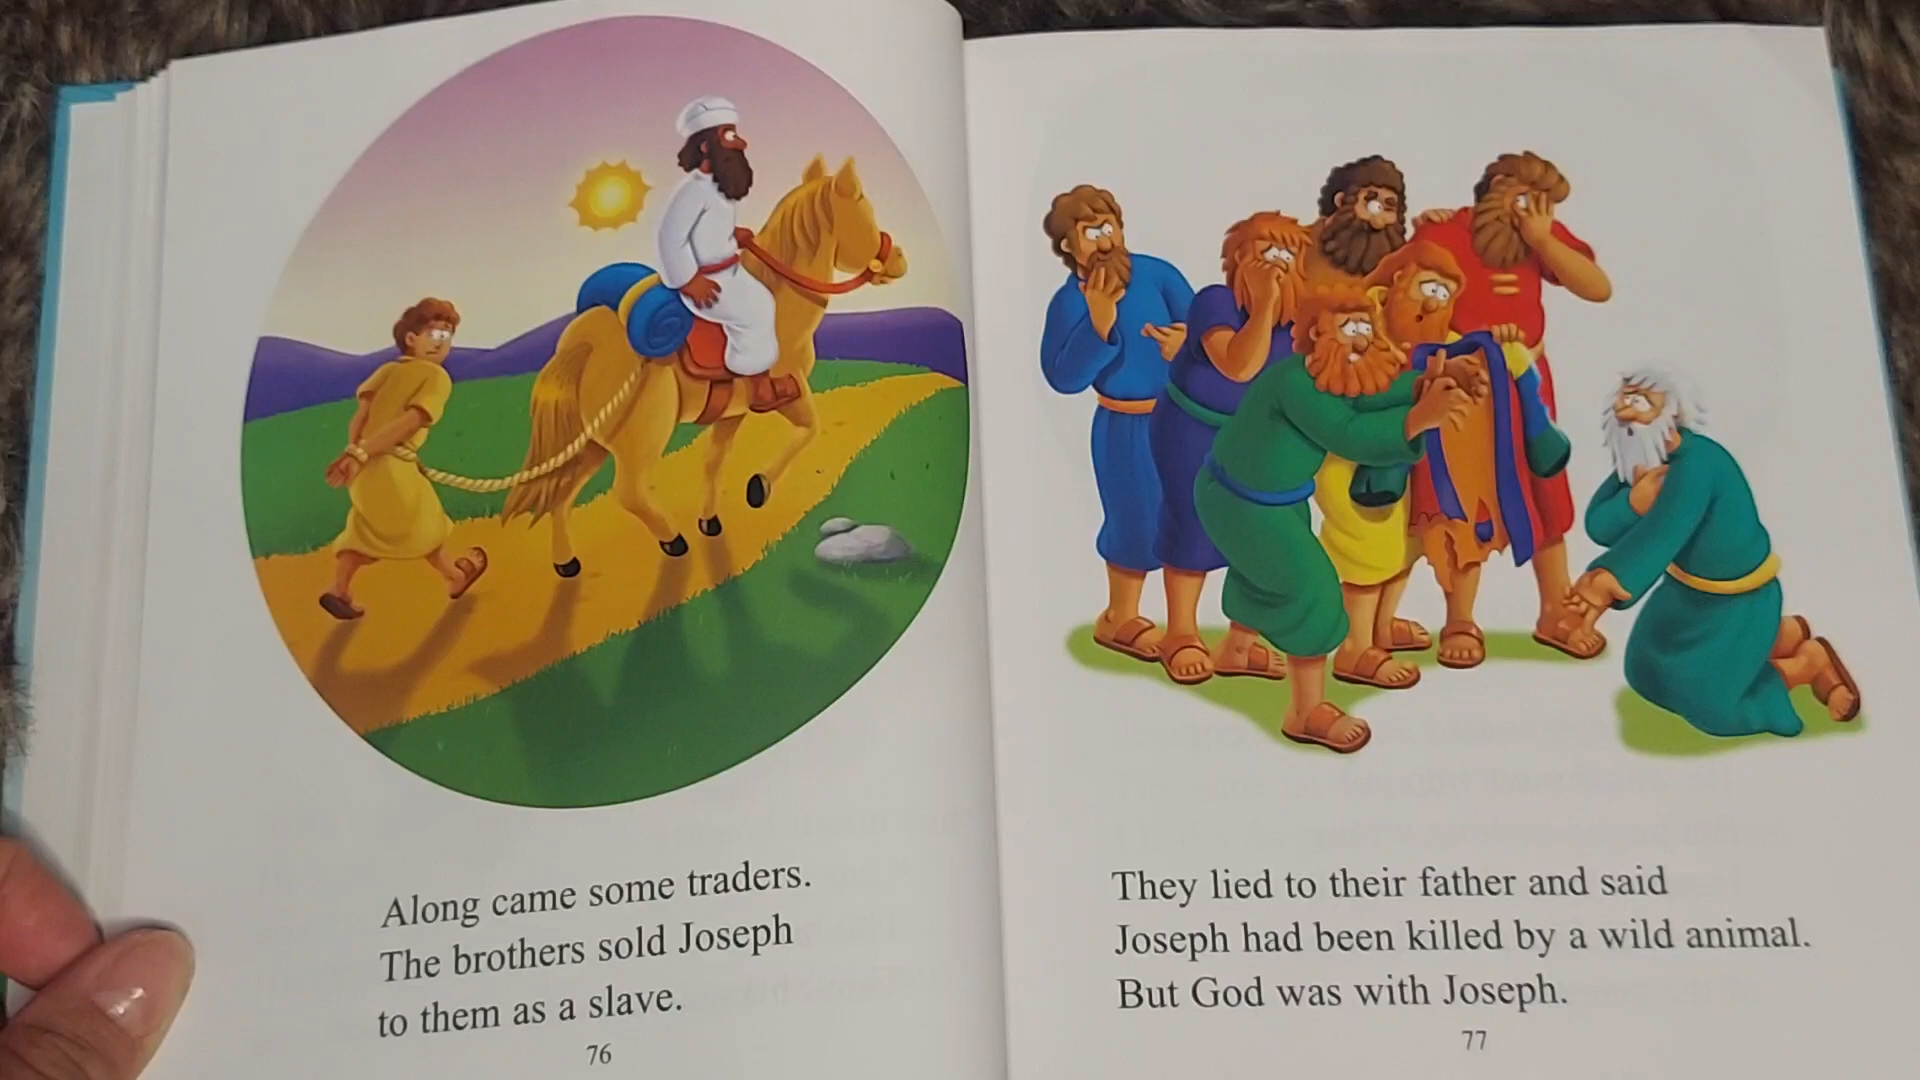 Along came some traders.
The brothers sold Joseph
to them as a slave.
76
They lied to their father and said
Joseph had been killed by a wild animal.
But God was with Joseph.
77